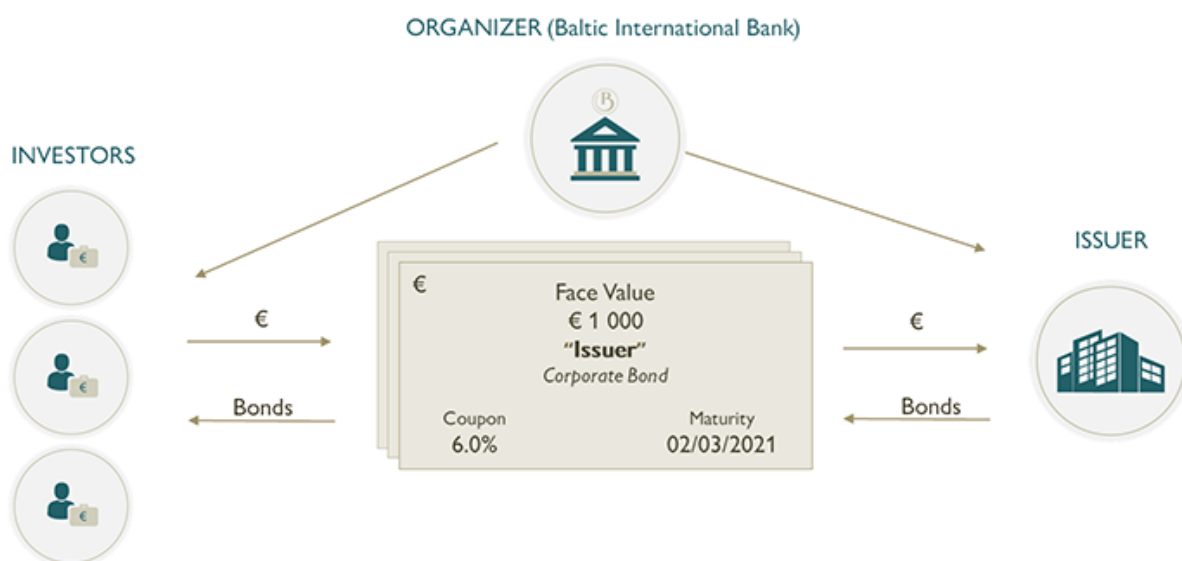 ORGANIZER (Baltic International Bank)
B
INVESTORS
ISSUER
€
€
€
€
Face Value
€ 1 000
"Issuer"
Corporate Bond
Coupon
6.0%
Maturity
02/03/2021
€
Bonds
€
Bonds
€